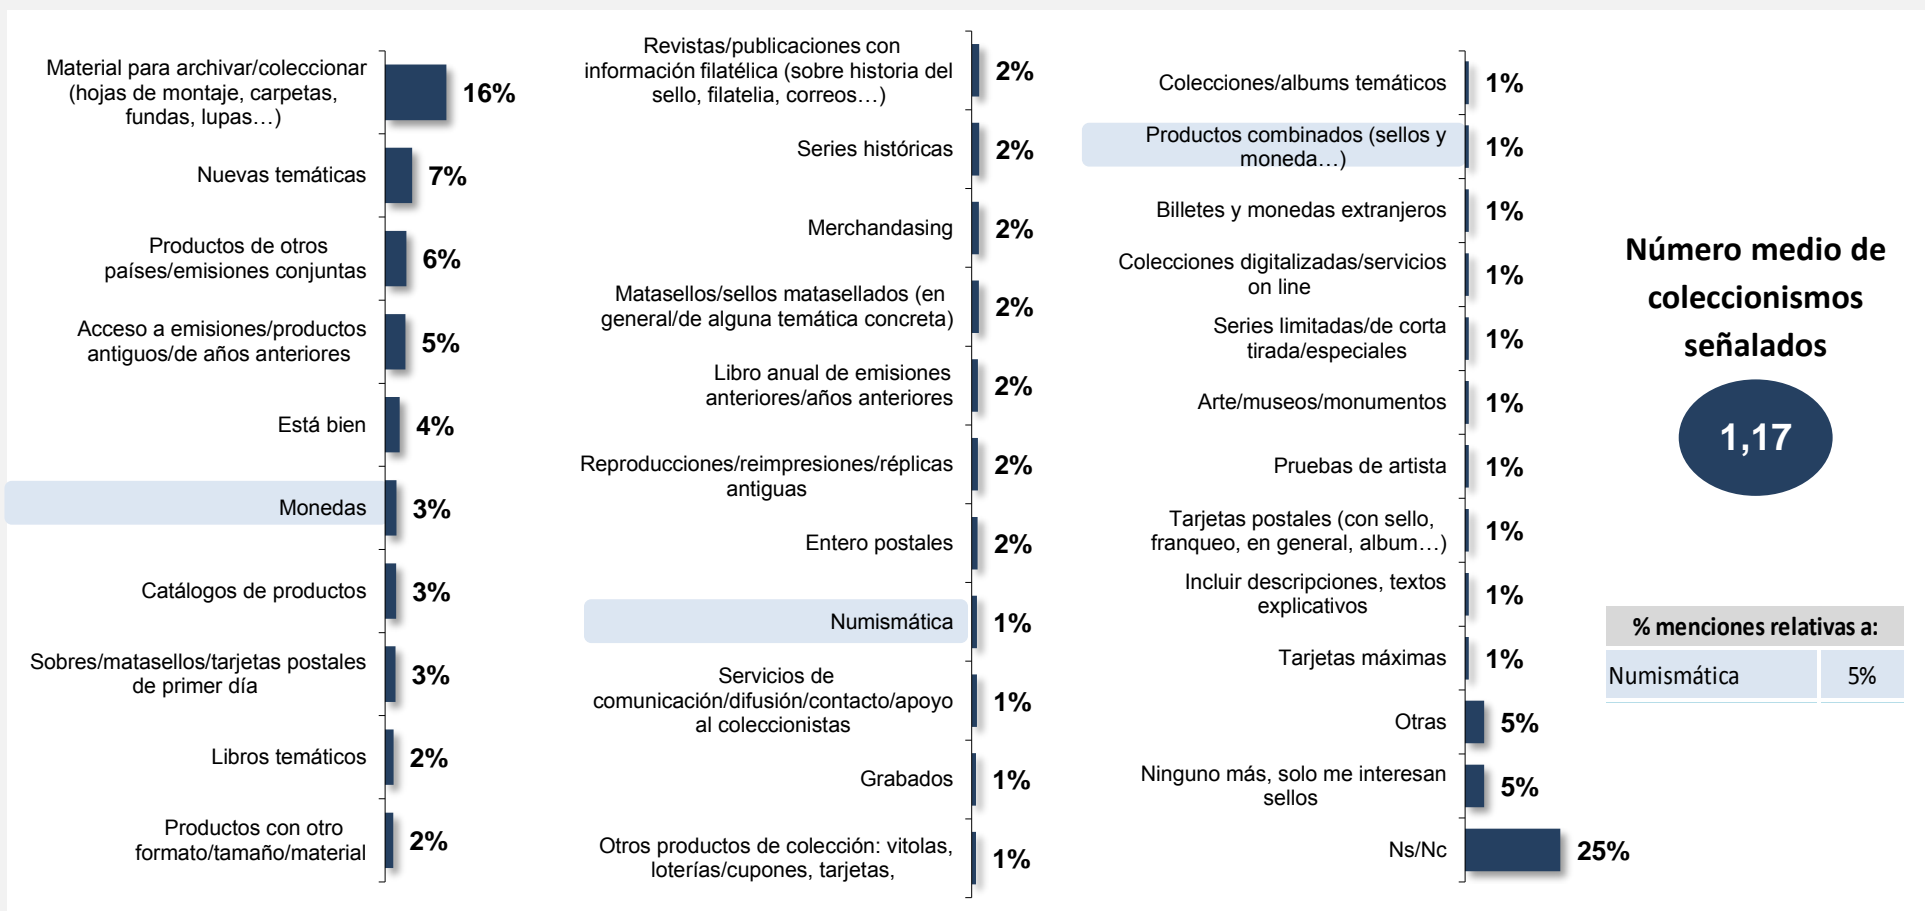 Material para archivar/coleccionar
(hojas de montaje, carpetas,
fundas, lupas…)
16%
Nuevas temáticas
7%
Productos de otros
países/emisiones conjuntas
6%
Acceso a emisiones/productos
antiguos/de años anteriores
5%
Está bien
4%
Monedas
3%
Catálogos de productos
3%
Sobres/matasellos/tarjetas postales
de primer día
3%
Libros temáticos
2%
Productos con otro
formato/tamaño/material
2%
Revistas/publicaciones con
información filatélica (sobre historia del
sello, filatelia, correos…)
2%
Series históricas
2%
Merchandasing
2%
Matasellos/sellos matasellados (en
general/de alguna temática concreta)
2%
Libro anual de emisiones
anteriores/años anteriores
2%
Reproducciones/reimpresiones/réplicas
antiguas
2%
Entero postales
2%
Numismática
1%
Servicios de
comunicación/difusión/contacto/apoyo
al coleccionistas
1%
Grabados
1%
Otros productos de colección: vitolas,
loterías/cupones, tarjetas,
1%
Colecciones/albums temáticos
1%
Productos combinados (sellos y
moneda…)
1%
Billetes y monedas extranjeros
1%
Colecciones digitalizadas/servicios
on line
1%
Series limitadas/de corta
tirada/especiales
1%
Arte/museos/monumentos
1%
Pruebas de artista
1%
Tarjetas postales (con sello,
franqueo, en general, album…)
1%
Incluir descripciones, textos
explicativos
1%
Tarjetas máximas
1%
Otras
5%
Ninguno más, solo me interesan
sellos
5%
Ns/Nc
25%
Número medio de
coleccionismos
señalados
1,17
% menciones relativas a:
Numismática 5%